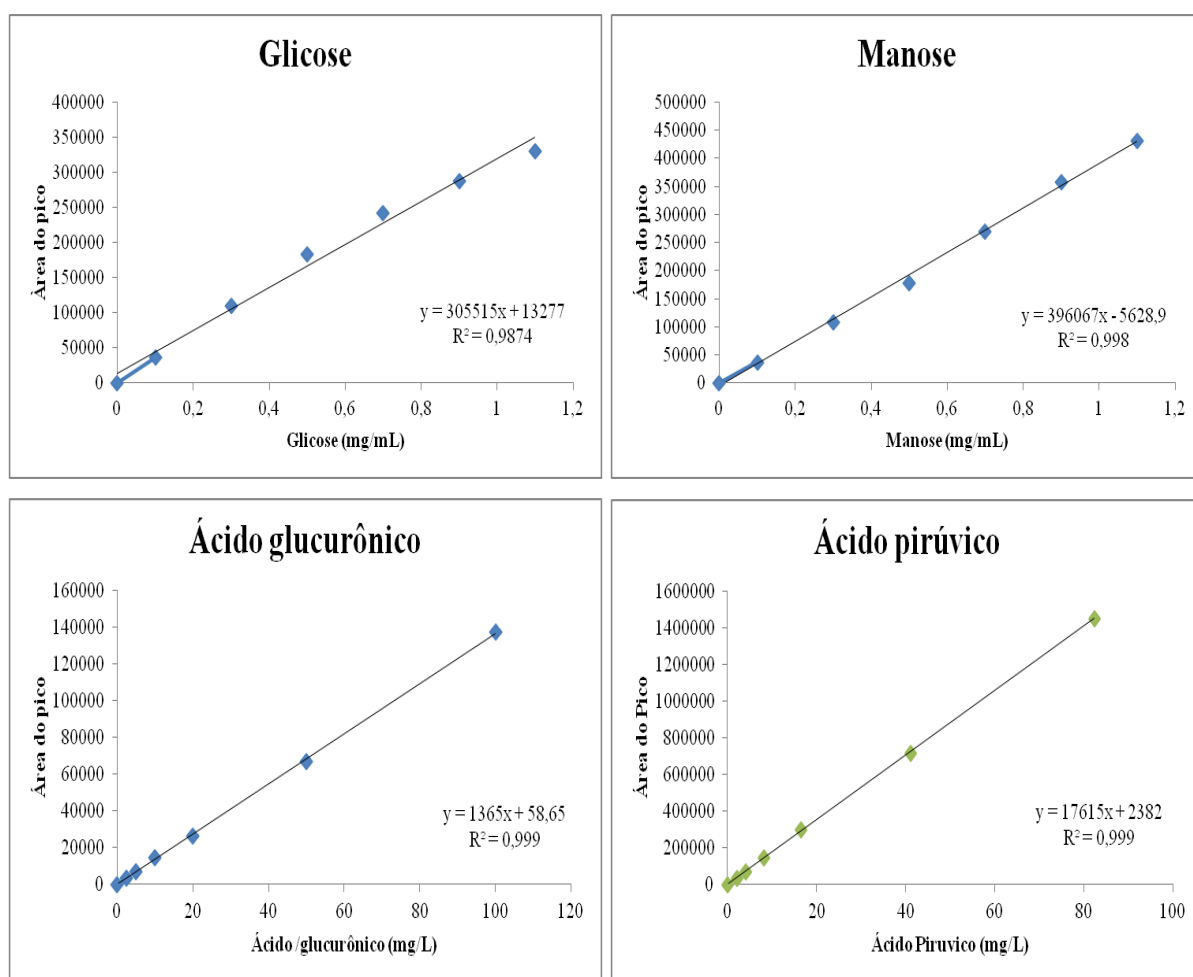 Glicose
Área do pico
400000
350000
300000
250000
200000
150000
100000
50000
0
y = 305515x + 13277
R² = 0,9874
0 0,2 0,4 0,6 0,8 1 1,2
Glicose (mg/mL)
Manose
Área do pico
500000
450000
400000
350000
300000
250000
200000
150000
100000
50000
0
y = 396067x - 5628,9
R² = 0,998
0 0,2 0,4 0,6 0,8 1 1,2
Manose (mg/mL)
Ácido glucurônico
Área do pico
160000
140000
120000
100000
80000
60000
40000
20000
0
y = 1365x + 58,65
R² = 0,999
0 20 40 60 80 100 120
Ácido /glucurônico (mg/L)
Ácido pirúvico
Área do Pico
1600000
1400000
1200000
1000000
800000
600000
400000
200000
0
y = 17615x + 2382
R² = 0,999
0 20 40 60 80 100
Ácido Piruvico (mg/L)